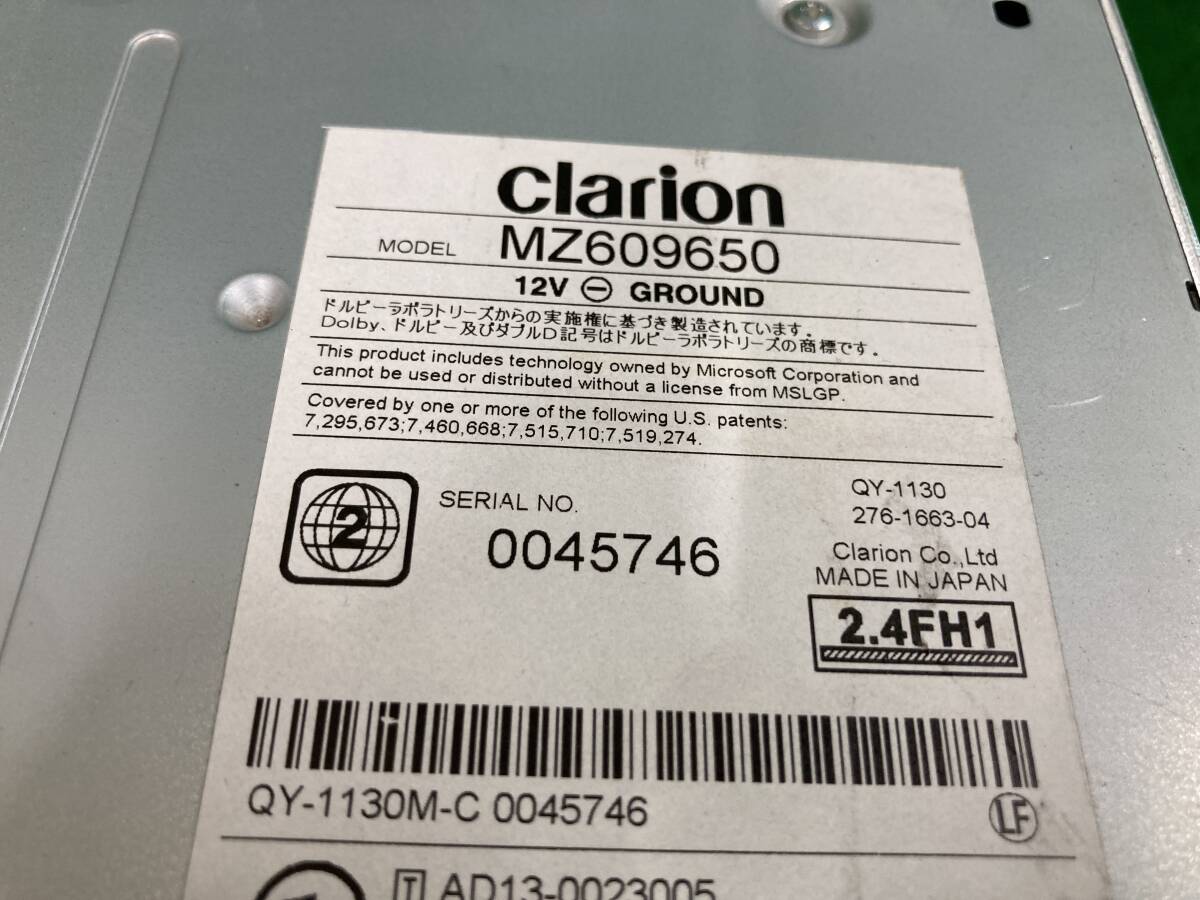 clarion
MODEL MZ609650
12V ⊖ GROUND
ドルビーラボラトリーズからの実施権に基づき製造されています。
Dolby、ドルビー及びダブルD記号はドルビーラボラトリーズの商標です。
This product includes technology owned by Microsoft Corporation and
cannot be used or distributed without a license from MSLGP.
Covered by one or more of the following U.S. patents:
7,295,673;7,460,668;7,515,710;7,519,274.
2
SERIAL NO.
0045746
QY-1130
276-1663-04
Clarion Co.,Ltd
MADE IN JAPAN
2.4FH1
QY-1130M-C 0045746
LF
T AD13-0023005